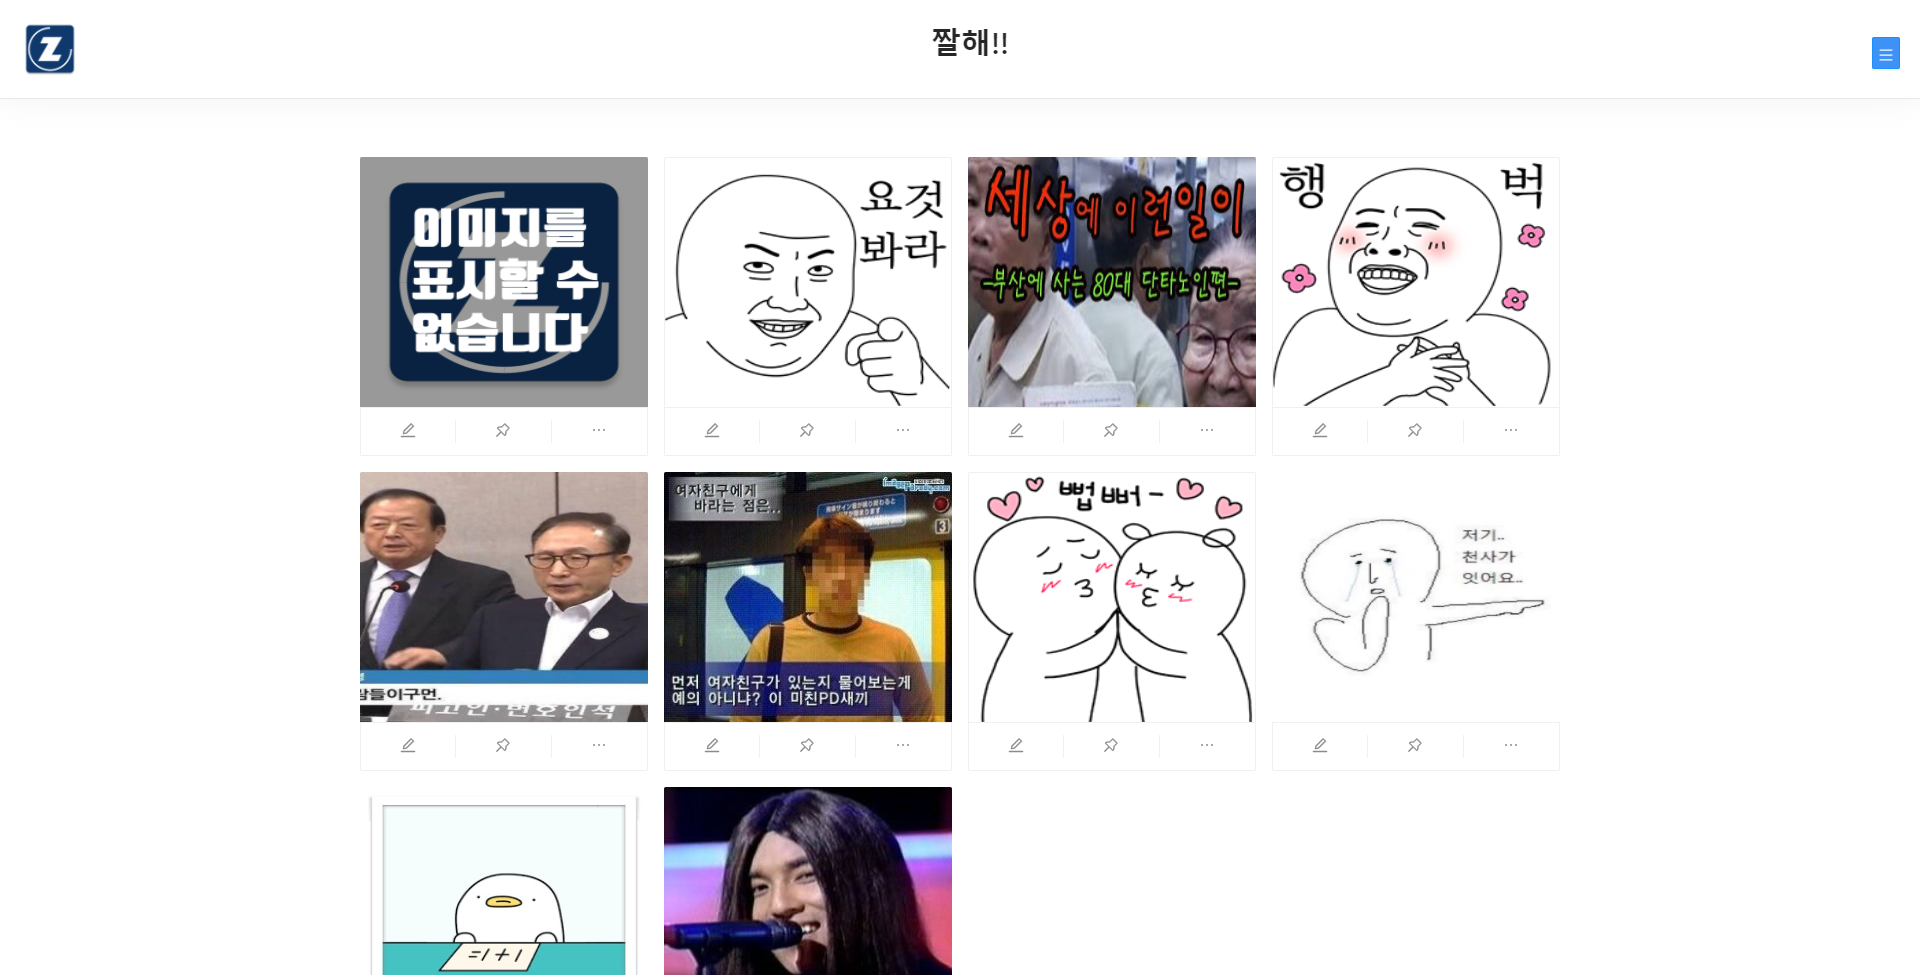 Z
짤해!!
이미지를
표시할 수
없습니다
요것
봐라
세상에 이런일이
-부산에 사는 80대 단타노인편-
행 벅
람들이구먼.
피고인·변호인석
여자친구에게
바라는 점은..
먼저 여자친구가 있는지 물어보는게
예의 아니냐? 이 미친PD새끼
뻡뻐-
저기..
천사가
잇어요..
=1+1